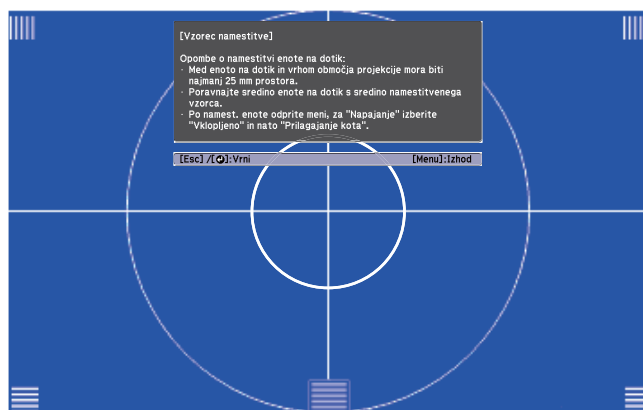 [Vzorec namestitve]
Opombe o namestitvi enote na dotik:
· Med enoto na dotik in vrhom območja projekcije mora biti
najmanj 25 mm prostora.
· Poravnajte sredino enote na dotik s sredino namestitvenega
vzorca.
· Po namest. enote odprite meni, za "Napajanje" izberite
"Vklopljeno" in nato "Prilagajanje kota".
[Esc] /[↵]:Vrni [Menu]:Izhod